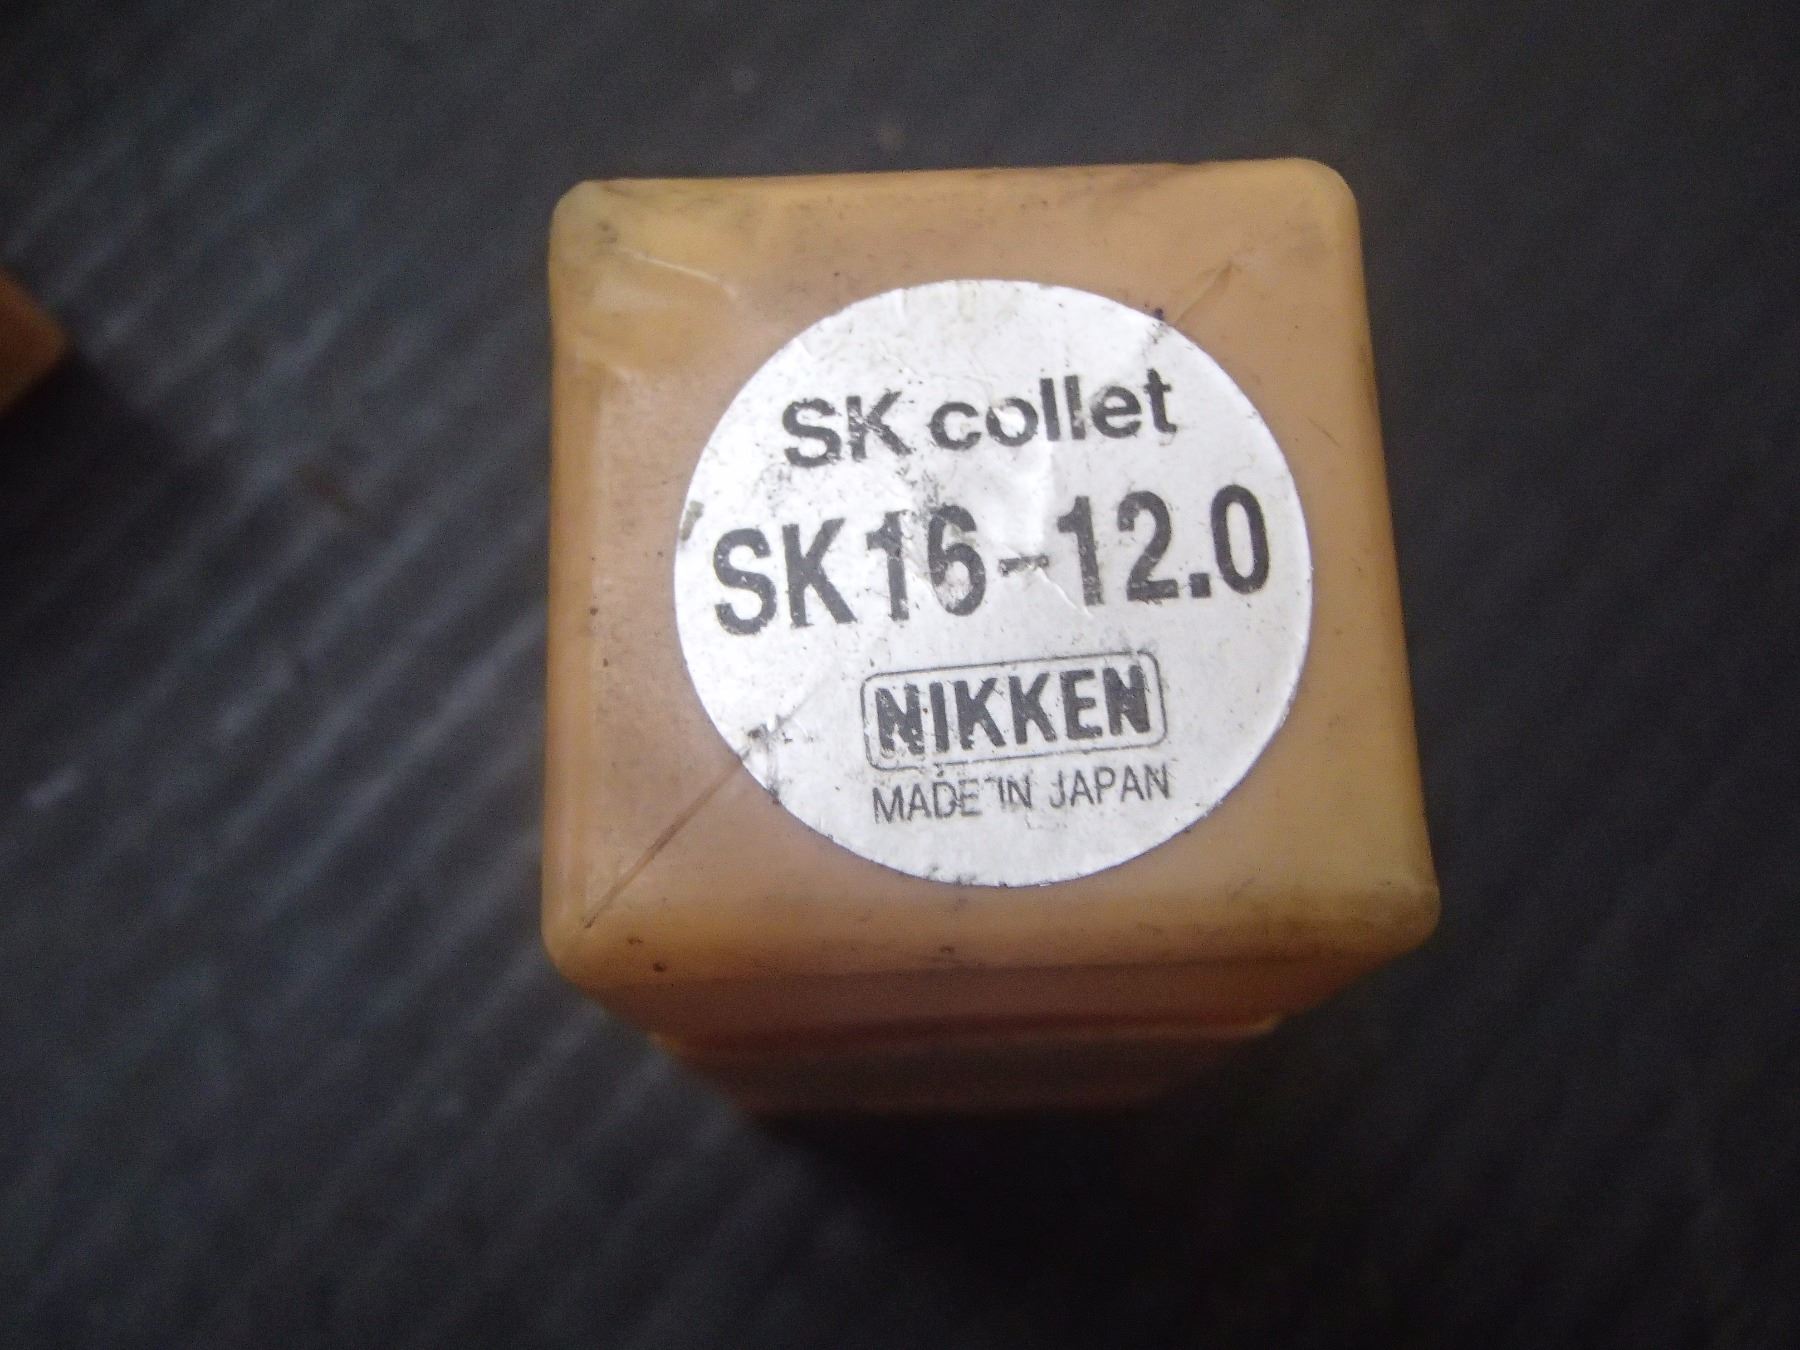 SK collet
SK16-12.0
NIKKEN
MADE IN JAPAN